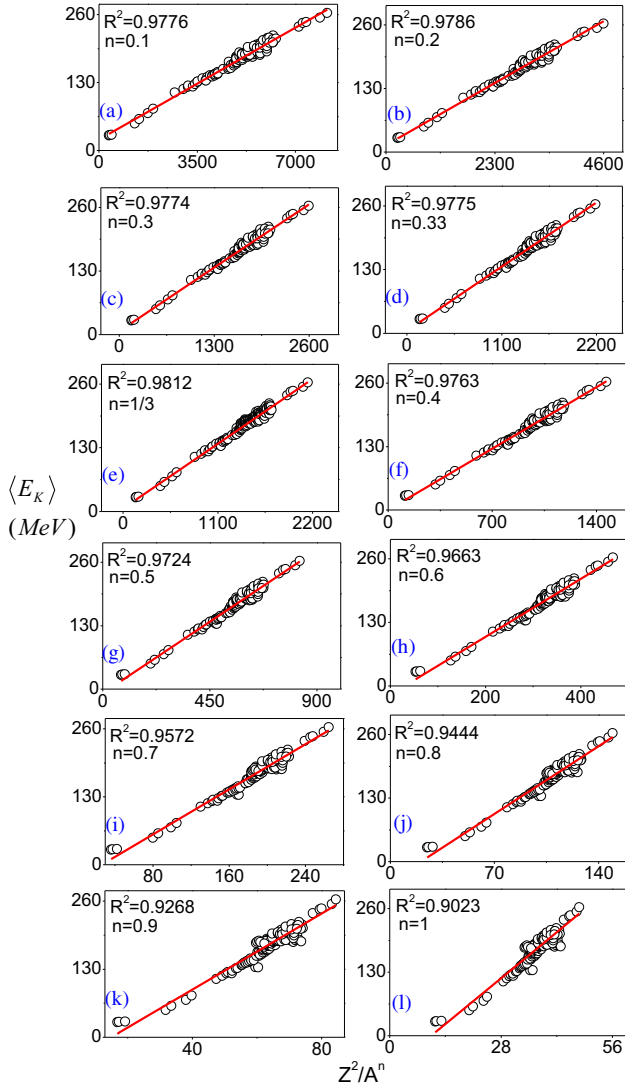 R²=0.9776
n=0.1
(a)
260
130
0
0
3500
7000
R²=0.9786
n=0.2
(b)
260
130
0
0
2300
4600
R²=0.9774
n=0.3
(c)
260
130
0
0
1300
2600
R²=0.9775
n=0.33
(d)
260
130
0
0
1100
2200
R²=0.9812
n=1/3
(e)
260
130
0
0
1100
2200
R²=0.9763
n=0.4
(f)
260
130
0
0
700
1400
⟨E_K⟩
(MeV)
R²=0.9724
n=0.5
(g)
260
130
0
0
450
900
R²=0.9663
n=0.6
(h)
260
130
0
0
200
400
R²=0.9572
n=0.7
(i)
260
130
0
80
160
240
R²=0.9444
n=0.8
(j)
260
130
0
0
70
140
R²=0.9268
n=0.9
(k)
260
130
0
40
60
80
R²=0.9023
n=1
(l)
260
130
0
0
28
56
Z²/Aⁿ